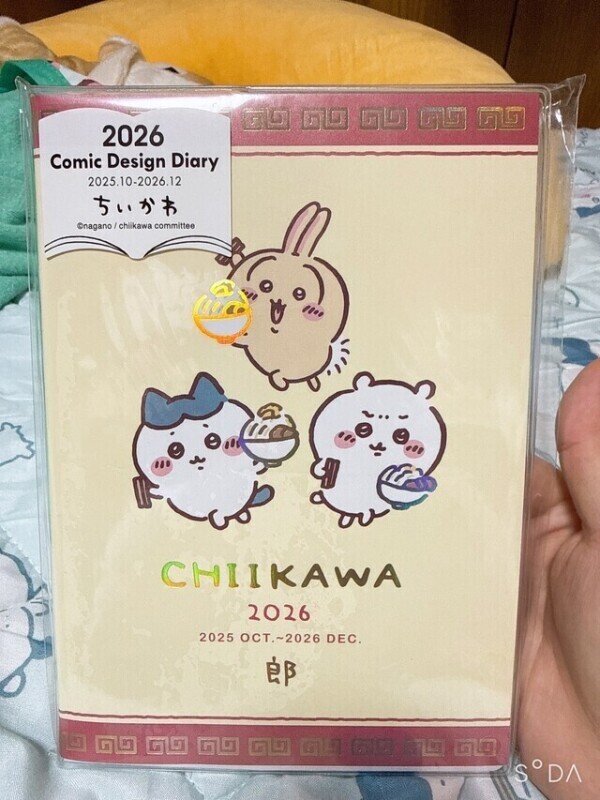 2026
Comic Design Diary
2025.10-2026.12
ちいかわ
©nagano / chiikawa committee
CHIIKAWA
2026
2025 OCT.~2026 DEC.
郎
S°DA